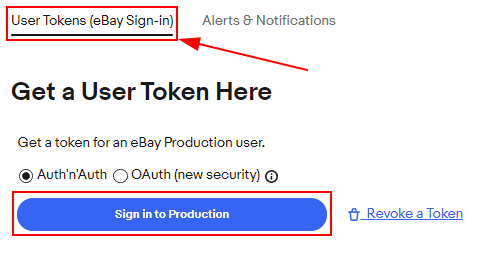 User Tokens (eBay Sign-in) Alerts & Notifications
Get a User Token Here
Get a token for an eBay Production user.
Auth'n'Auth OAuth (new security)
Sign in to Production Revoke a Token